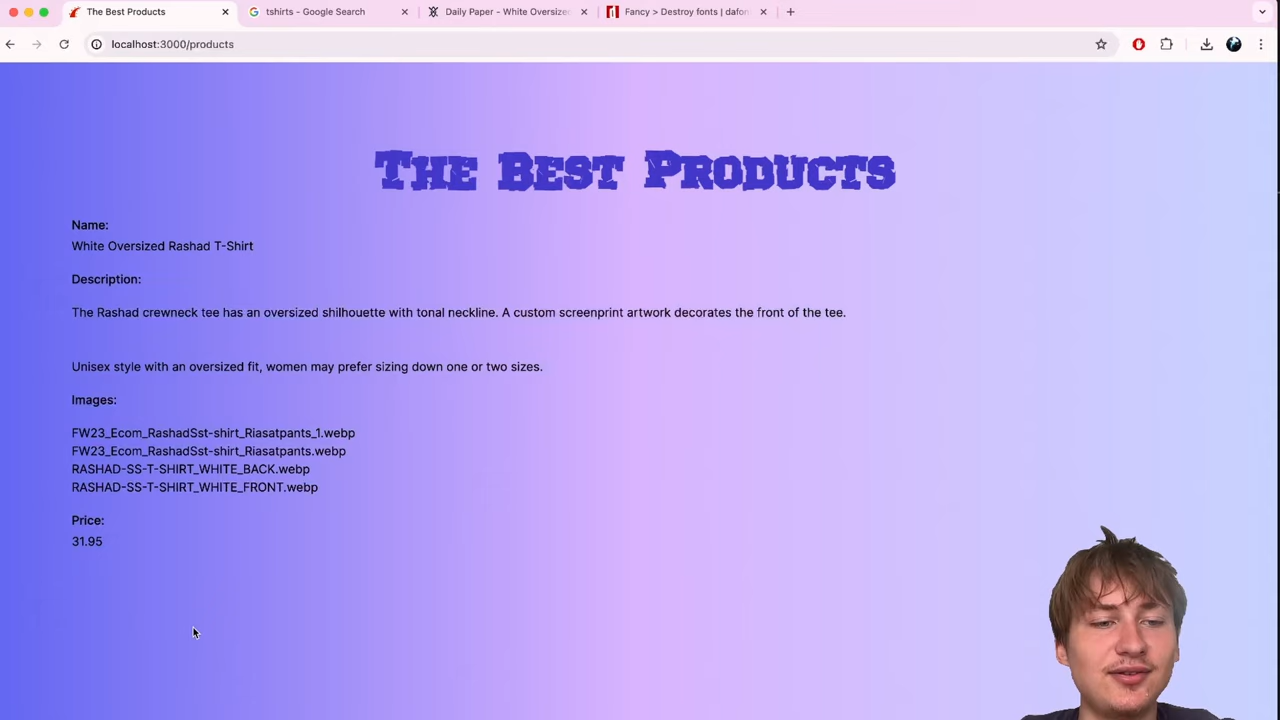 The Best Products
tshirts - Google Search
Daily Paper - White Oversized
Fancy > Destroy fonts | dafon
localhost:3000/products
The Best Products
Name:
White Oversized Rashad T-Shirt
Description:
The Rashad crewneck tee has an oversized shilhouette with tonal neckline. A custom screenprint artwork decorates the front of the tee.
Unisex style with an oversized fit, women may prefer sizing down one or two sizes.
Images:
FW23_Ecom_RashadSst-shirt_Riasatpants_1.webp
FW23_Ecom_RashadSst-shirt_Riasatpants.webp
RASHAD-SS-T-SHIRT_WHITE_BACK.webp
RASHAD-SS-T-SHIRT_WHITE_FRONT.webp
Price:
31.95